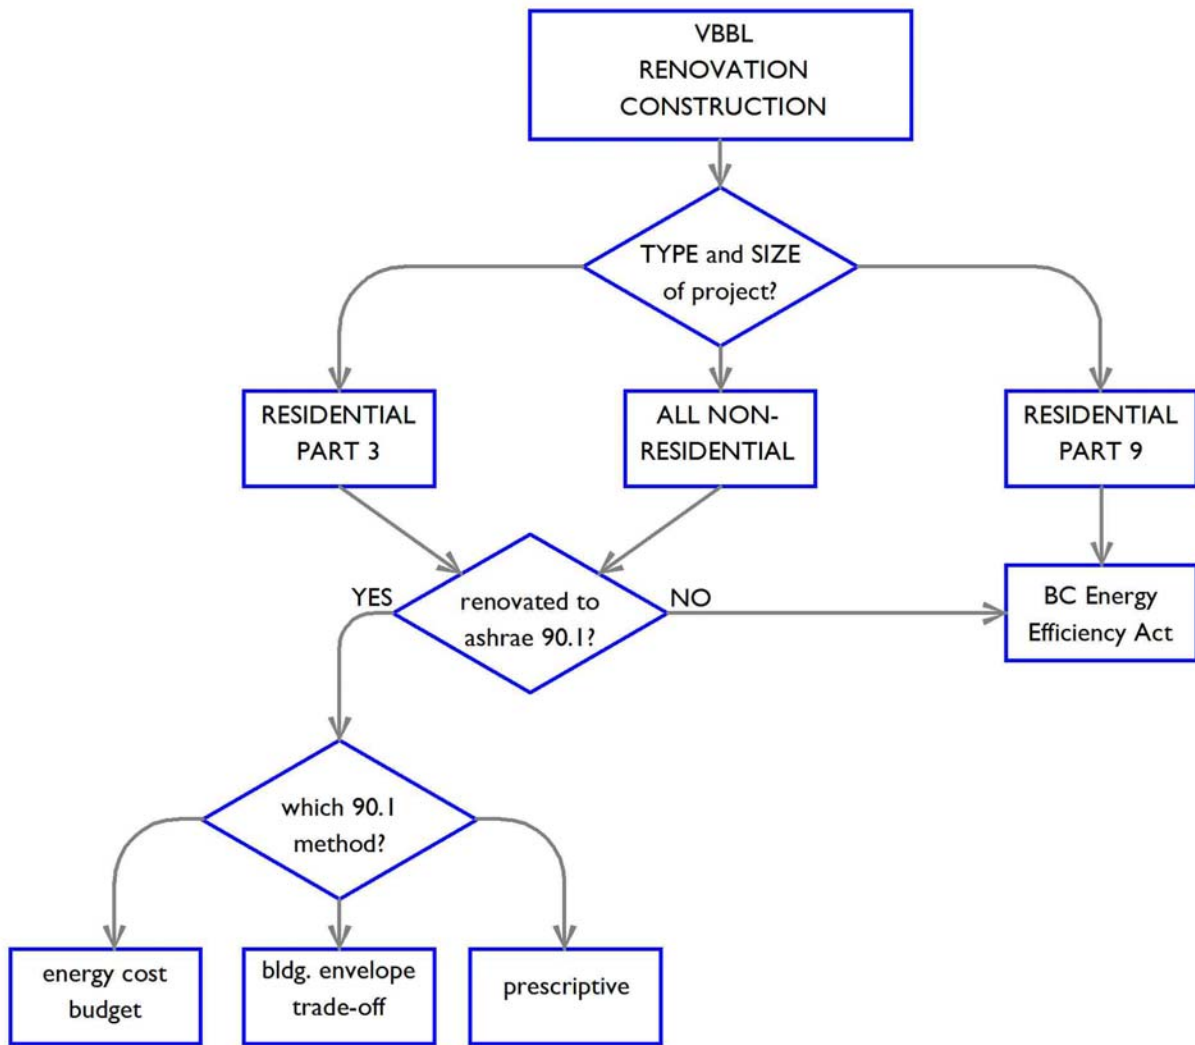 VBBL
RENOVATION
CONSTRUCTION
TYPE and SIZE
of project?
RESIDENTIAL
PART 3
ALL NON-
RESIDENTIAL
RESIDENTIAL
PART 9
YES
renovated to
ashrae 90.1?
NO
BC Energy
Efficiency Act
which 90.1
method?
energy cost
budget
bldg. envelope
trade-off
prescriptive